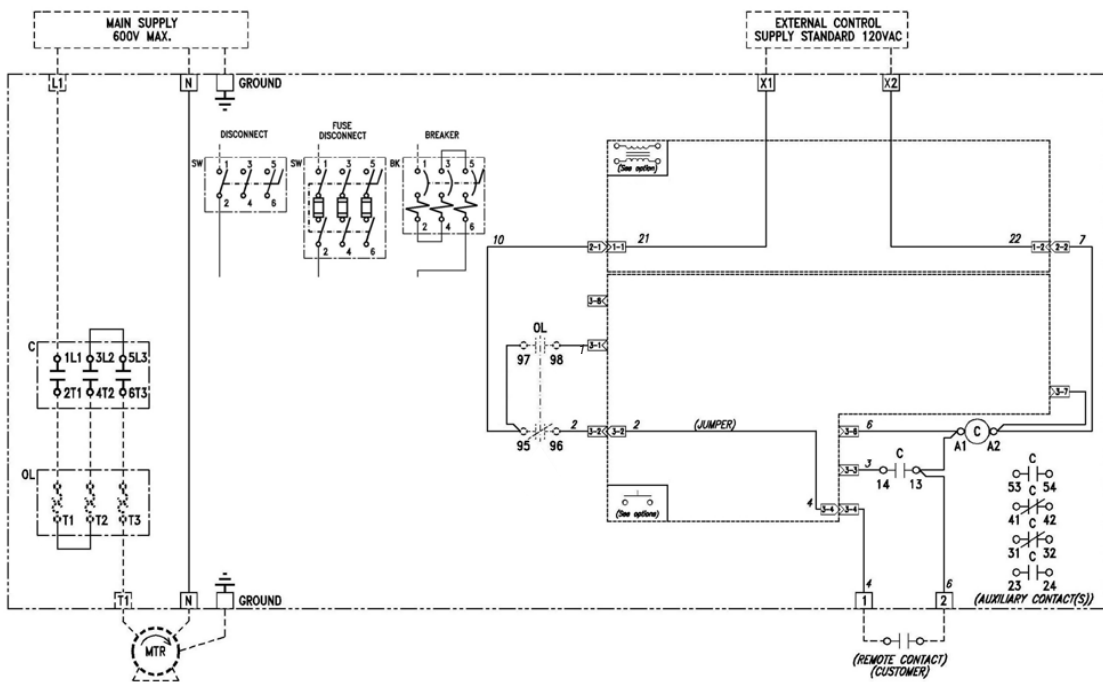 MAIN SUPPLY
600V MAX.
EXTERNAL CONTROL
SUPPLY STANDARD 120VAC
L1
N
GROUND
X1
X2
DISCONNECT
FUSE
DISCONNECT
BREAKER
SW
1
3
5
2
4
6
SW
1
3
5
2
4
6
BK
1
3
5
2
4
6
(See option)
10
2-1
1-1
21
22
1-2
2-2
7
3-8
OL
97
98
1
3-1
C
1L1
3L2
5L3
2T1
4T2
6T3
3-7
95
96
2
3-2
3-2
2
(JUMPER)
3-6
6
A1
C
A2
3-3
3
C
14
13
OL
T1
T2
T3
(See options)
4
3-4
3-4
C
53
54
C
41
42
C
31
32
C
23
24
(AUXILIARY CONTACT(S))
T1
N
GROUND
4
6
1
2
MTR
(REMOTE CONTACT)
(CUSTOMER)